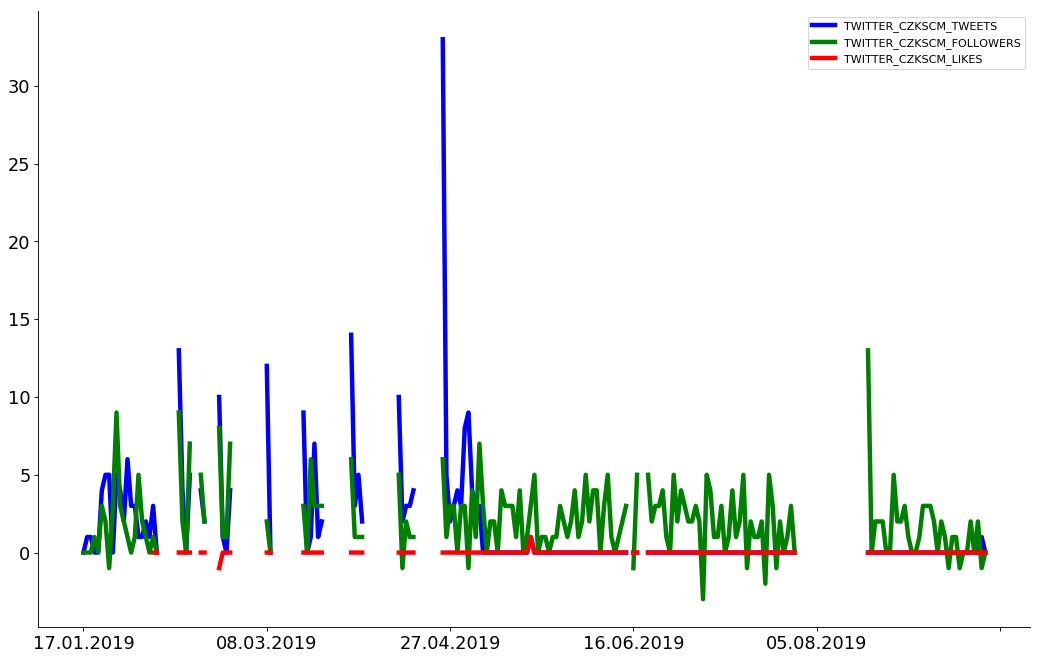 TWITTER_CZKSCM_TWEETS
TWITTER_CZKSCM_FOLLOWERS
TWITTER_CZKSCM_LIKES
30
25
20
15
10
5
0
17.01.2019 08.03.2019 27.04.2019 16.06.2019 05.08.2019